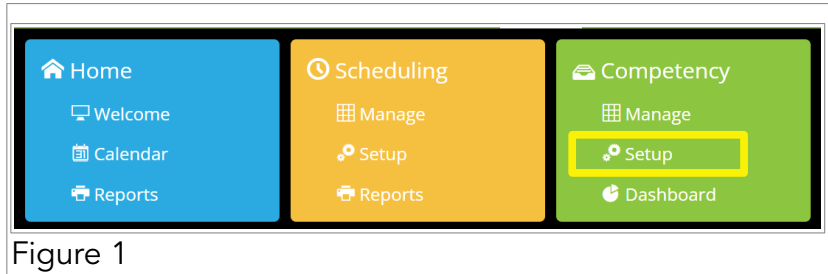 Home
Welcome
Calendar
Reports
Scheduling
Manage
Setup
Reports
Competency
Manage
Setup
Dashboard
Figure 1